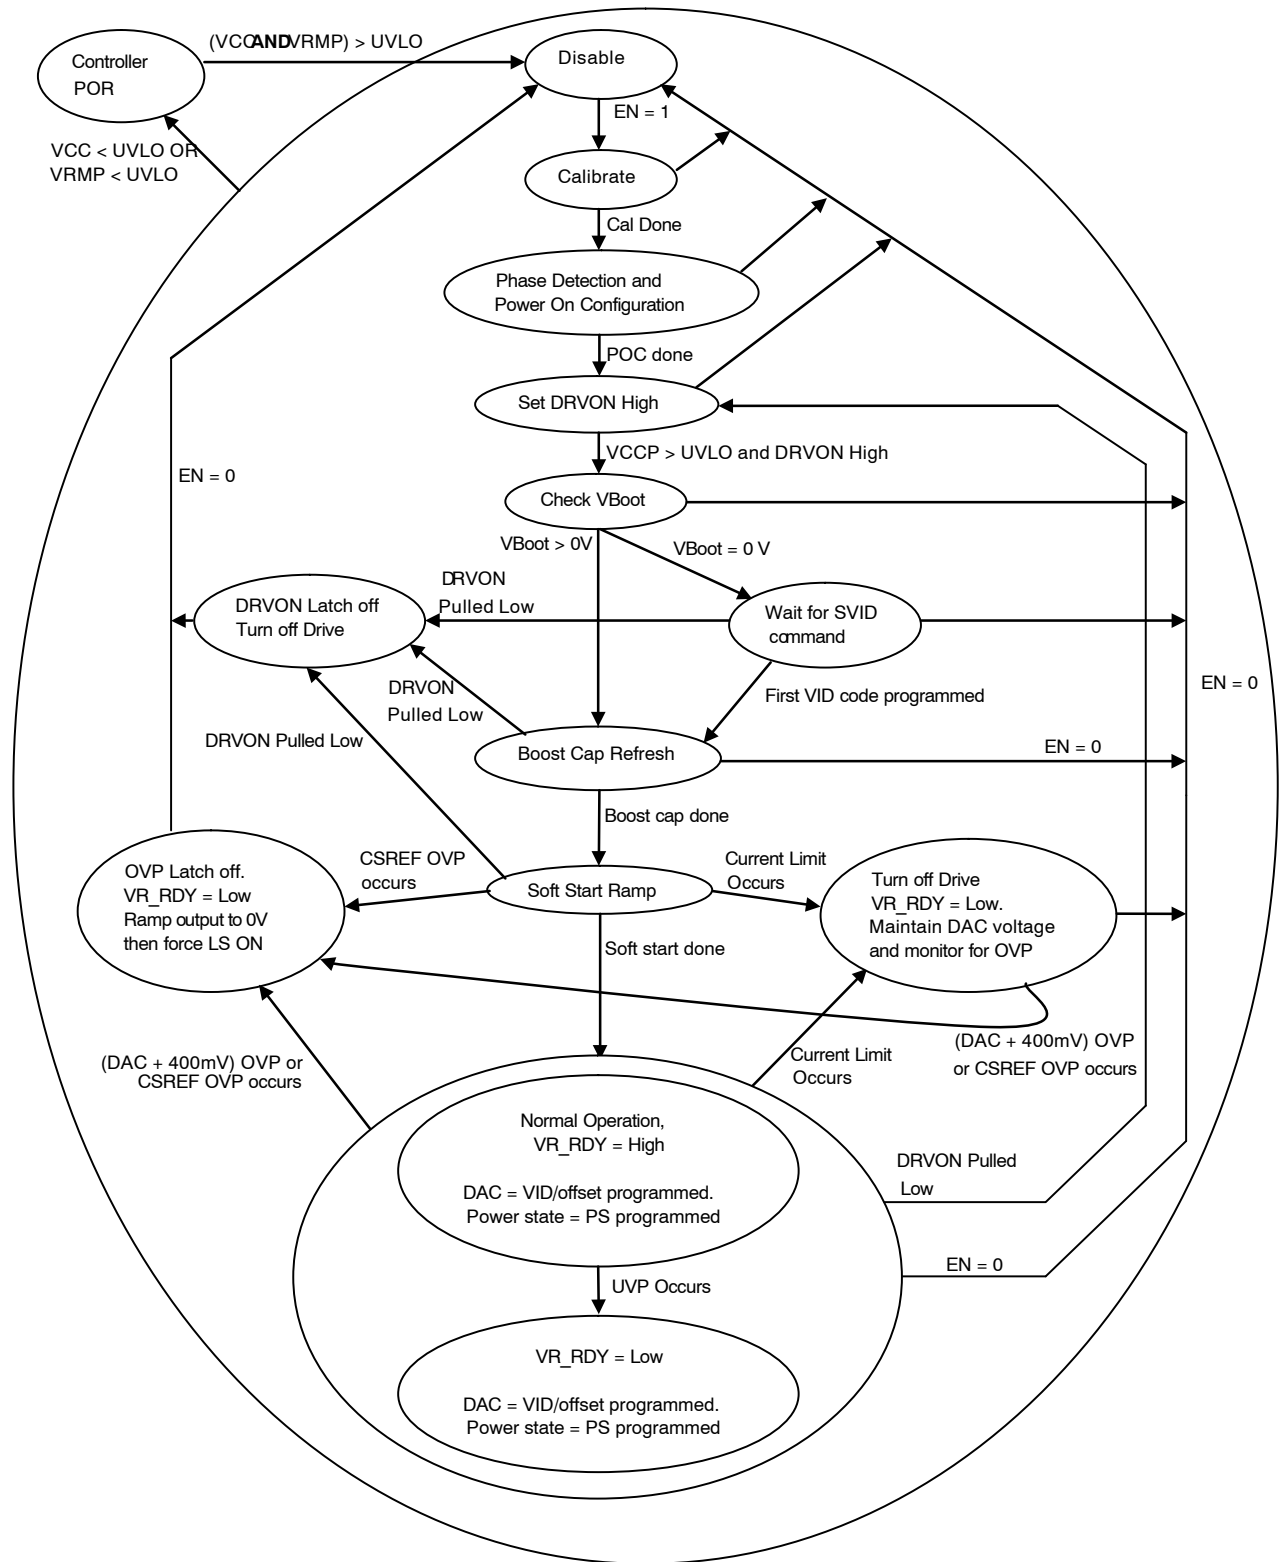 (VCC AND VRMP) > UVLO
Controller
POR
Disable
EN = 1
VCC < UVLO OR
VRMP < UVLO
Calibrate
Cal Done
Phase Detection and
Power On Configuration
POC done
Set DRVON High
VCCP > UVLO and DRVON High
EN = 0
Check VBoot
VBoot > 0V
VBoot = 0 V
DRVON
Pulled Low
DRVON Latch off
Turn off Drive
Wait for SVID
command
EN = 0
DRVON
Pulled Low
First VID code programmed
DRVON Pulled Low
Boost Cap Refresh
EN = 0
Boost cap done
CSREF OVP
occurs
Current Limit
Occurs
OVP Latch off.
VR_RDY = Low
Ramp output to 0V
then force LS ON
Soft Start Ramp
Turn off Drive
VR_RDY = Low.
Maintain DAC voltage
and monitor for OVP
Soft start done
(DAC + 400mV) OVP or
CSREF OVP occurs
Current Limit
Occurs
(DAC + 400mV) OVP
or CSREF OVP occurs
Normal Operation,
VR_RDY = High
DAC = VID/offset programmed.
Power state = PS programmed
DRVON Pulled
Low
EN = 0
UVP Occurs
VR_RDY = Low
DAC = VID/offset programmed.
Power state = PS programmed